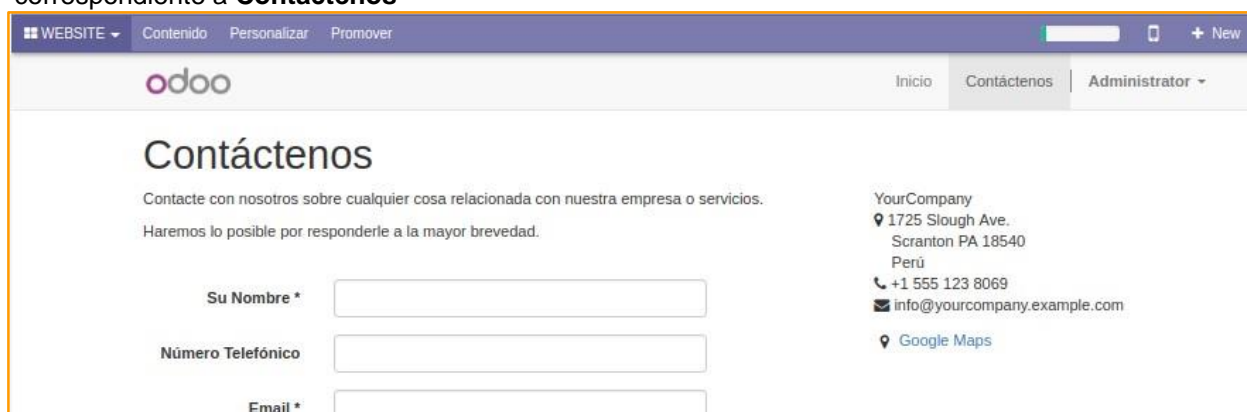 correspondiente a Contáctenos
WEBSITE Contenido Personalizar Promover + New
odoo Inicio Contáctenos Administrator
Contáctenos
Contacte con nosotros sobre cualquier cosa relacionada con nuestra empresa o servicios.
Haremos lo posible por responderle a la mayor brevedad.
Su Nombre *
Número Telefónico
Email *
YourCompany
1725 Slough Ave.
Scranton PA 18540
Perú
+1 555 123 8069
info@yourcompany.example.com
Google Maps